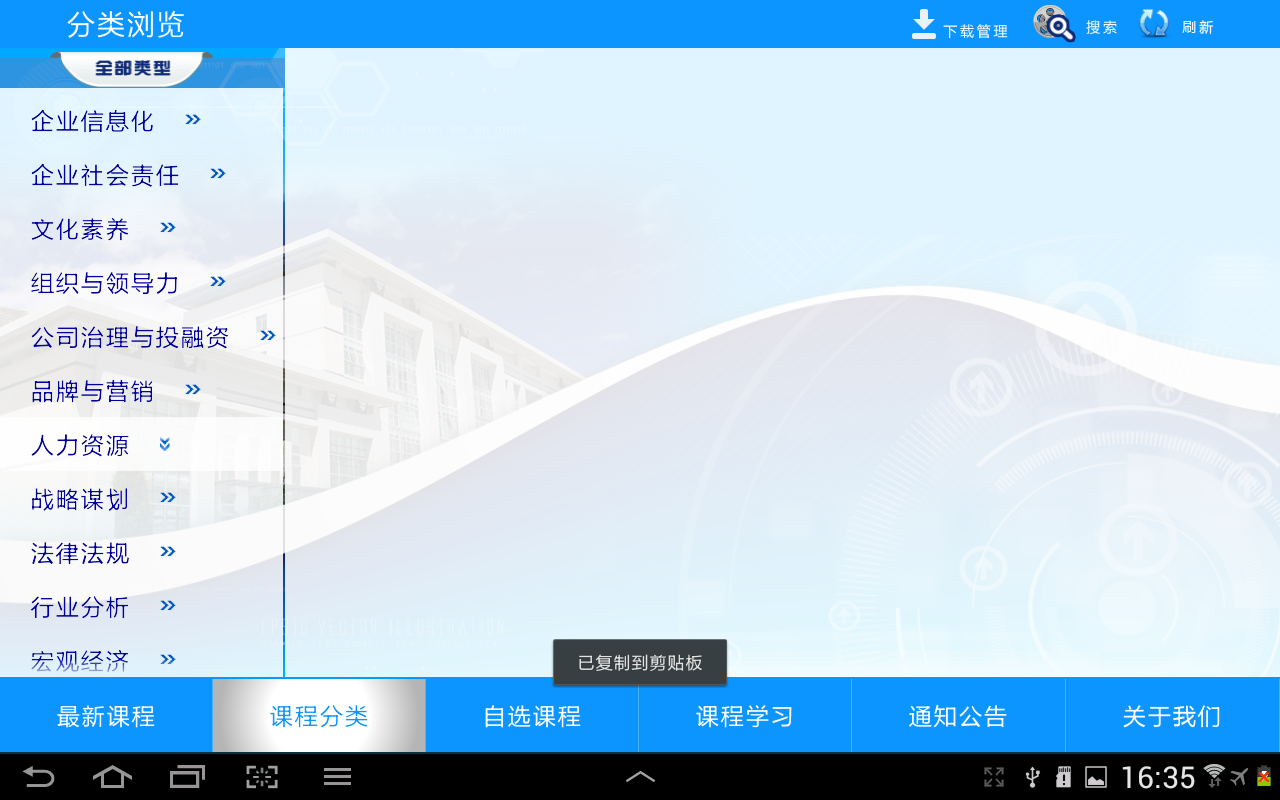 分类浏览
下载管理
搜索
刷新
全部类型
企业信息化
企业社会责任
文化素养
组织与领导力
公司治理与投融资
品牌与营销
人力资源
战略谋划
法律法规
行业分析
宏观经济
VECTOR ILLUSTRATION
已复制到剪贴板
最新课程
课程分类
自选课程
课程学习
通知公告
关于我们
16:35